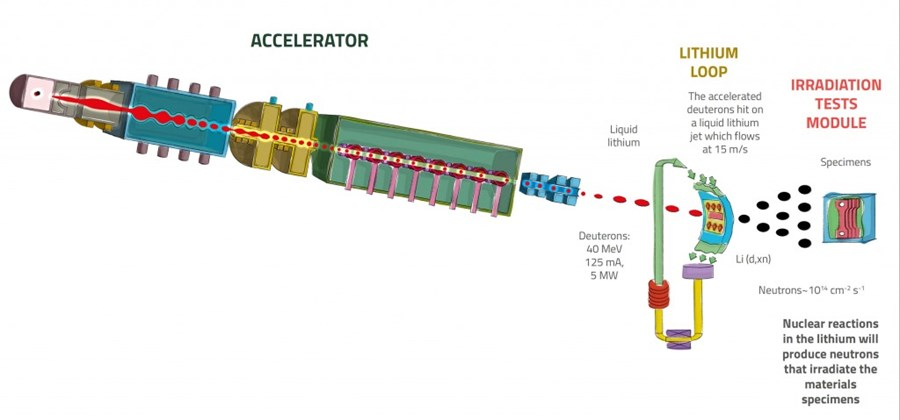 ACCELERATOR
LITHIUM
LOOP
The accelerated
deuterons hit on
a liquid lithium
jet which flows
at 15 m/s
IRRADIATION
TESTS
MODULE
Liquid
lithium
Specimens
Deuterons:
40 MeV
125 mA,
5 MW
Li (d,xn)
Neutrons~10¹⁴ cm⁻² s⁻¹
Nuclear reactions
in the lithium will
produce neutrons
that irradiate the
materials
specimens